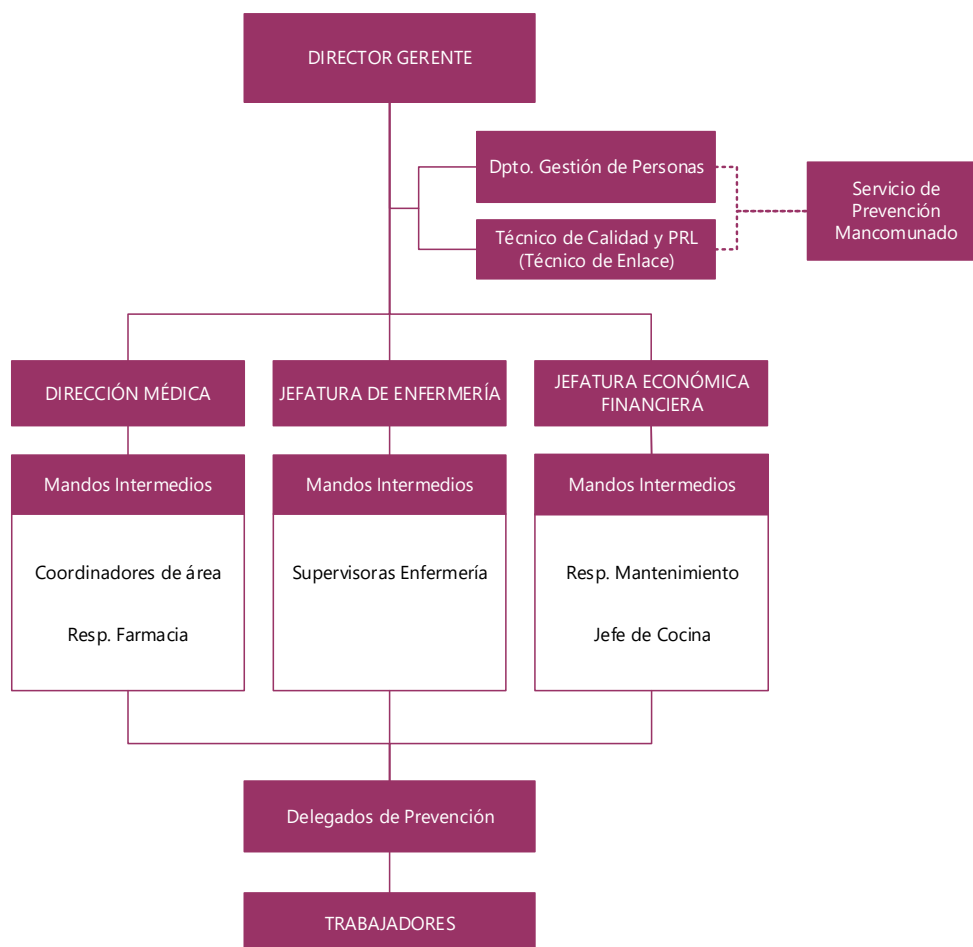 DIRECTOR GERENTE
Dpto. Gestión de Personas
Servicio de
Prevención
Mancomunado
Técnico de Calidad y PRL
(Técnico de Enlace)
DIRECCIÓN MÉDICA
JEFATURA DE ENFERMERÍA
JEFATURA ECONÓMICA
FINANCIERA
Mandos Intermedios
Mandos Intermedios
Mandos Intermedios
Coordinadores de área
Resp. Farmacia
Supervisoras Enfermería
Resp. Mantenimiento
Jefe de Cocina
Delegados de Prevención
TRABAJADORES